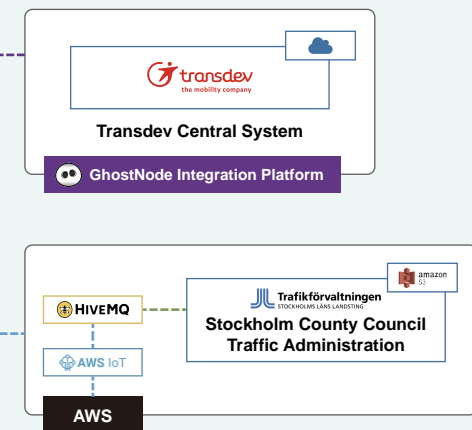 transdev
the mobility company
Transdev Central System
GhostNode Integration Platform
amazon
S3
HIVEMQ
Trafikförvaltningen
STOCKHOLMS LÄNS LANDSTING
Stockholm County Council
Traffic Administration
AWS IoT
AWS